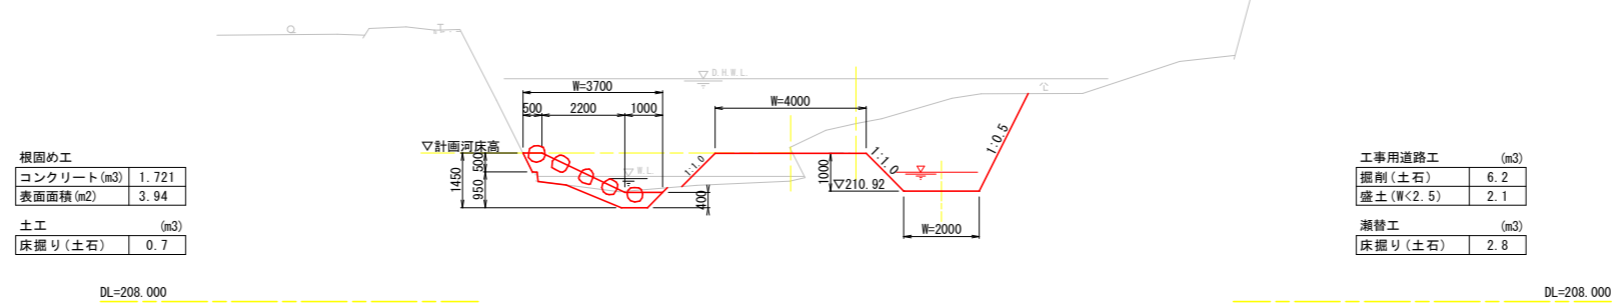 D.H.W.L.
W=3700
500 2200 1000
W=4000
▽計画河床高
1:1.0
1:1.0
1:0.5
1450
500
950
W.L.
400
1000
▽210.92
W=2000
根固め工
コンクリート(m3) 1.721
表面面積(m2) 3.94
土工 (m3)
床掘り(土石) 0.7
工事用道路工 (m3)
掘削(土石) 6.2
盛土(W<2.5) 2.1
瀬替工 (m3)
床掘り(土石) 2.8
DL=208.000
DL=208.000